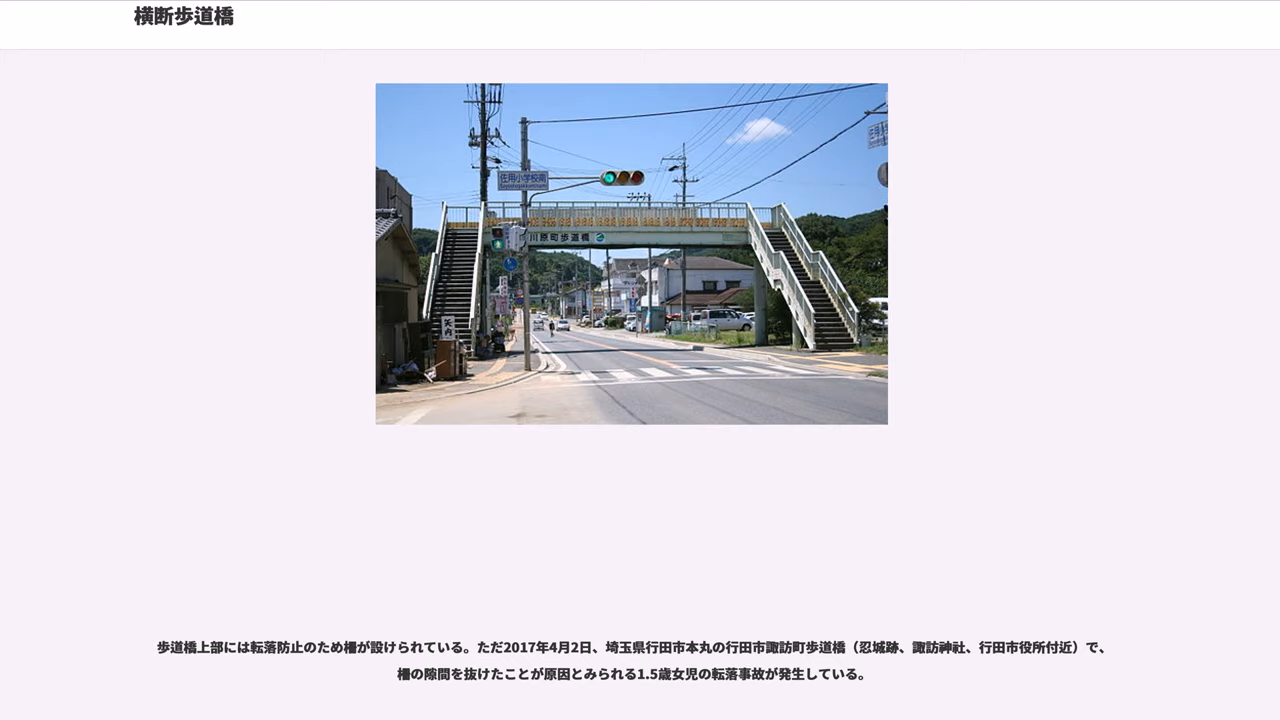 横断歩道橋
佐用小学校南
川原町歩道橋
歩道橋上部には転落防止のため柵が設けられている。ただ2017年4月2日、埼玉県行田市本丸の行田市諏訪町歩道橋（忍城跡、諏訪神社、行田市役所付近）で、
柵の隙間を抜けたことが原因とみられる1.5歳女児の転落事故が発生している。